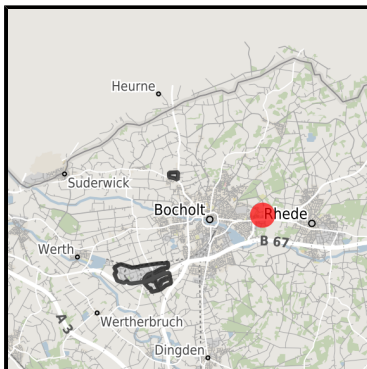 Heurne
Suderwick
Bocholt
Rhede
B 67
Werth
A 3
Wertherbruch
Dingden